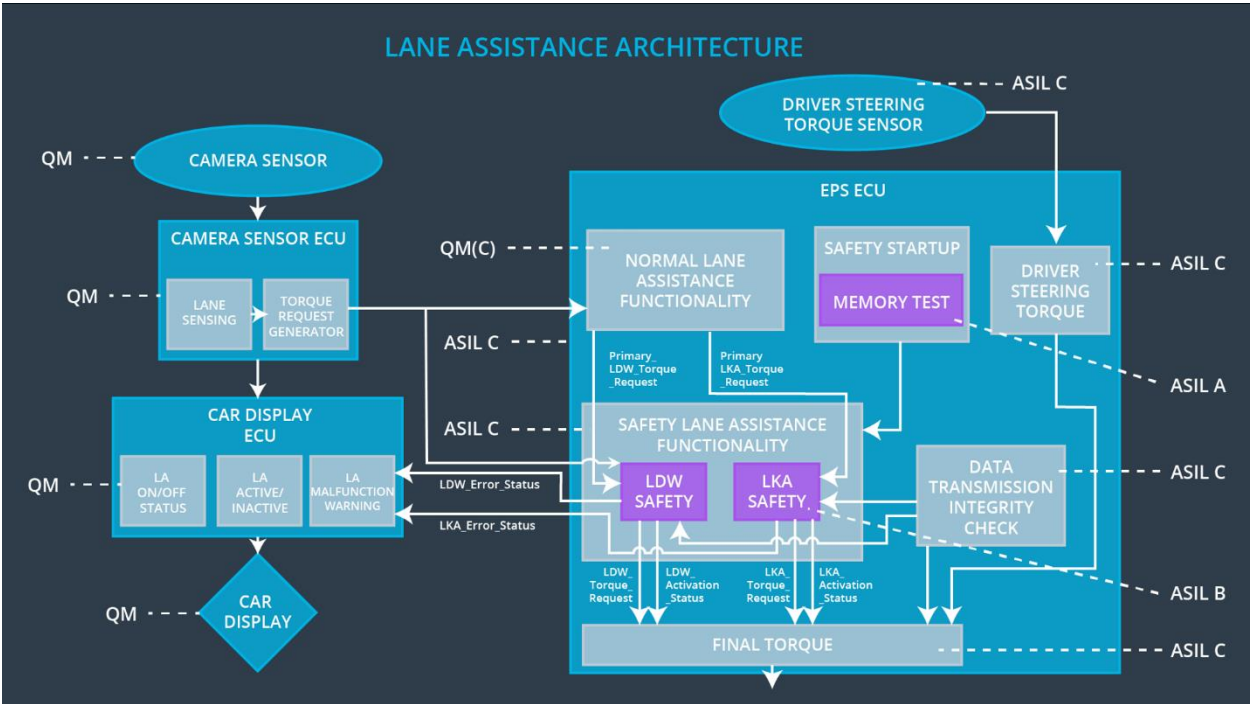 LANE ASSISTANCE ARCHITECTURE
ASIL C
DRIVER STEERING
TORQUE SENSOR
QM
CAMERA SENSOR
EPS ECU
CAMERA SENSOR ECU
QM
LANE
SENSING
TORQUE
REQUEST
GENERATOR
QM(C)
NORMAL LANE
ASSISTANCE
FUNCTIONALITY
SAFETY STARTUP
MEMORY TEST
DRIVER
STEERING
TORQUE
ASIL C
ASIL C
ASIL A
Primary_
LDW_Torque
_Request
Primary
LKA_Torque
_Request
CAR DISPLAY
ECU
QM
LA
ON/OFF
STATUS
LA
ACTIVE/
INACTIVE
LA
MALFUNCTION
WARNING
ASIL C
SAFETY LANE ASSISTANCE
FUNCTIONALITY
LDW
SAFETY
LKA
SAFETY
DATA
TRANSMISSION
INTEGRITY
CHECK
ASIL C
LDW_Error_Status
LKA_Error_Status
LDW_
Torque_
Request
LDW_
Activation
_Status
LKA_
Torque_
Request
LKA_
Activation
_Status
ASIL B
QM
CAR
DISPLAY
FINAL TORQUE
ASIL C